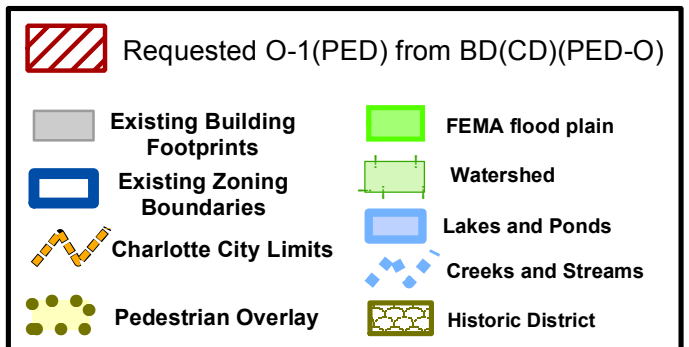 Requested O-1(PED) from BD(CD)(PED-O)
Existing Building
Footprints
Existing Zoning
Boundaries
Charlotte City Limits
Pedestrian Overlay
FEMA flood plain
Watershed
Lakes and Ponds
Creeks and Streams
Historic District